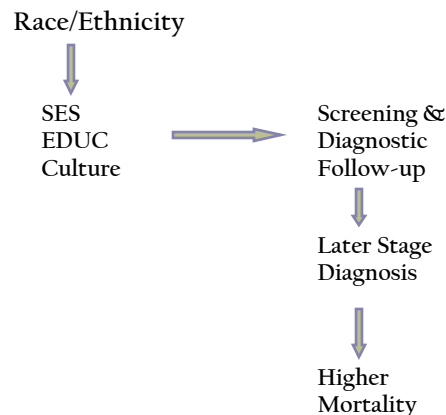 Race/Ethnicity
SES
EDUC
Culture
Screening &
Diagnostic
Follow-up
Later Stage
Diagnosis
Higher
Mortality